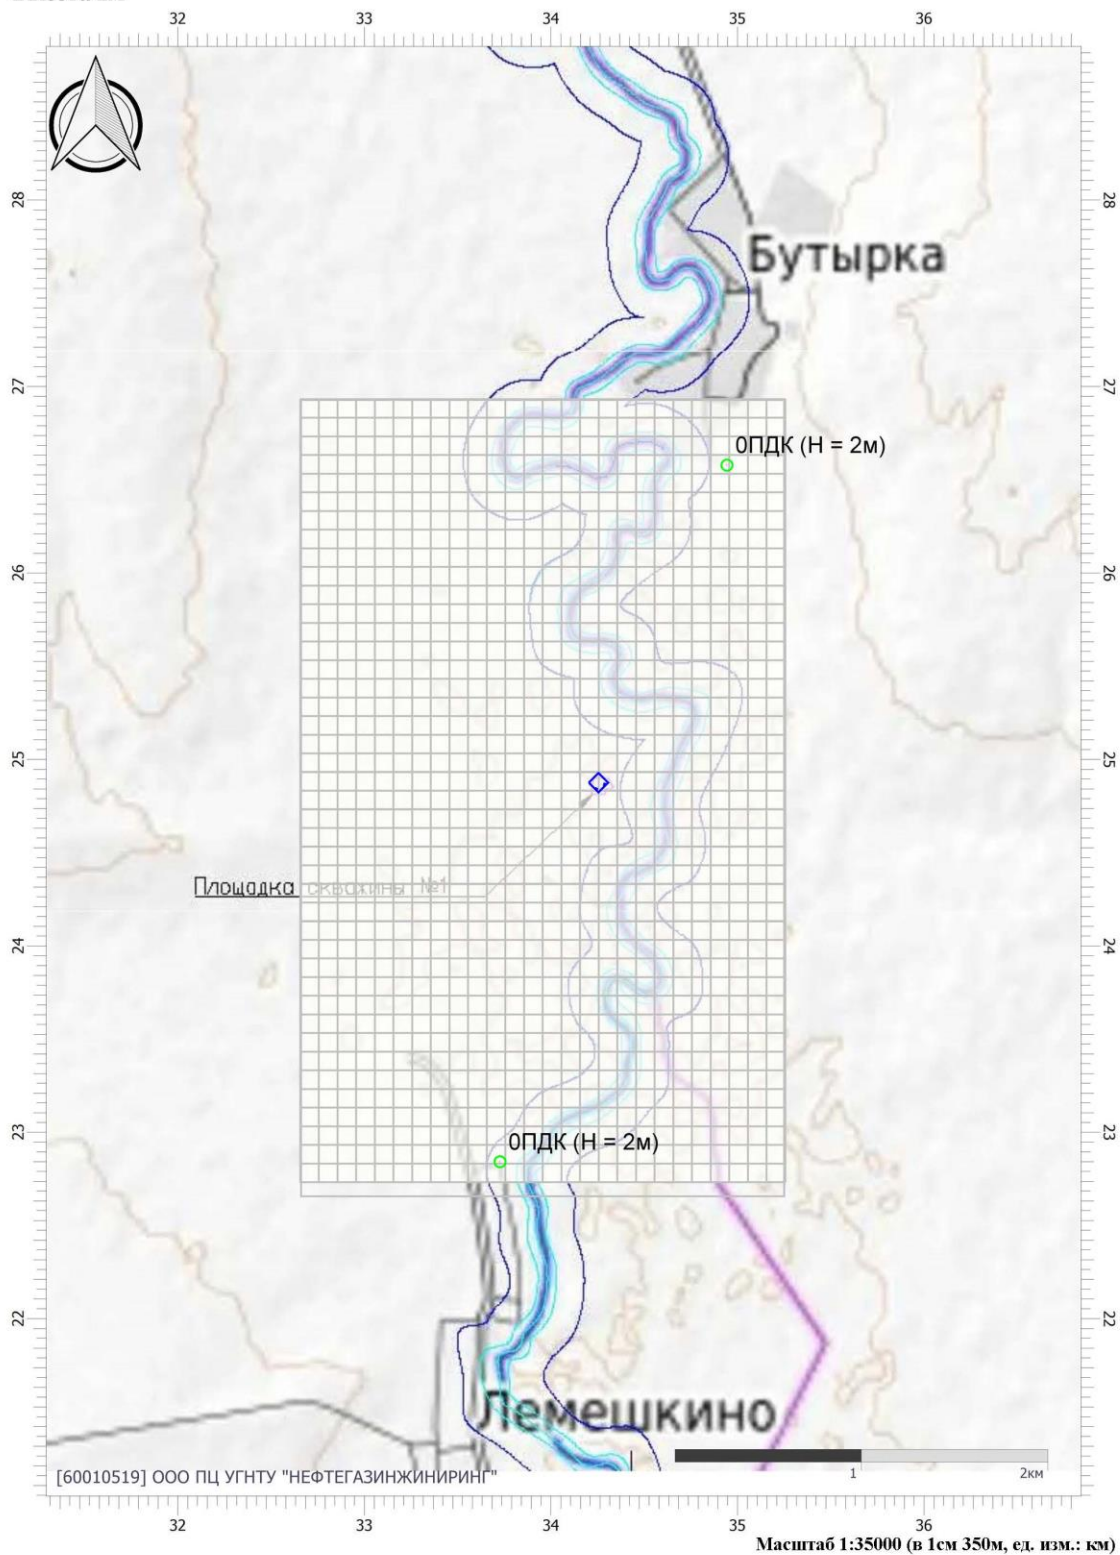 32 33 34 35 36
28 28
Бутырка
27 27
0ПДК (Н = 2м)
26 26
25 25
Площадка скважины №1
24 24
23 23
0ПДК (Н = 2м)
22 22
Лемешкино
[60010519] ООО ПЦ УГНТУ "НЕФТЕГАЗИНЖИНИРИНГ"
1 2км
32 33 34 35 36
Масштаб 1:35000 (в 1см 350м, ед. изм.: км)